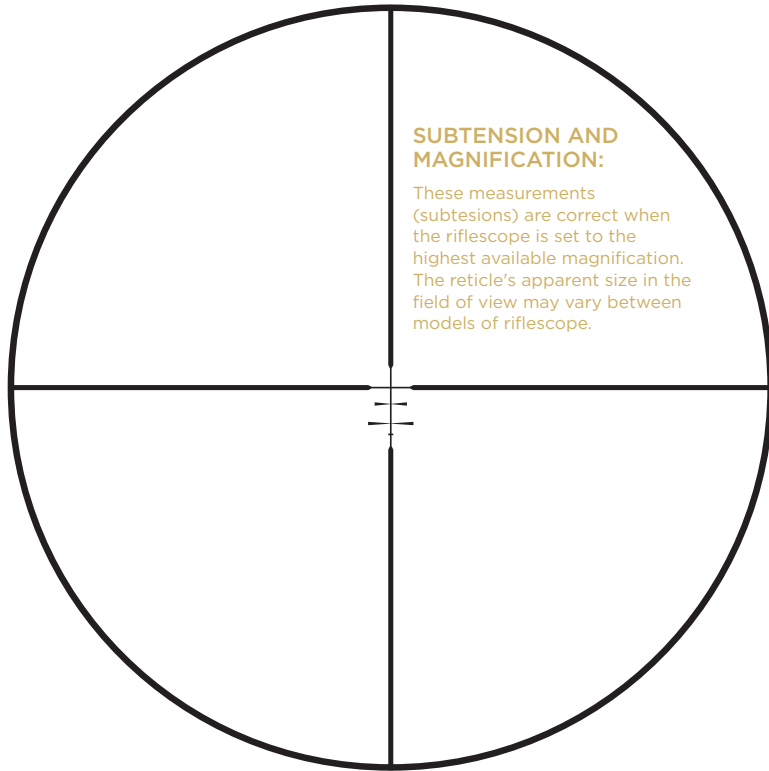 SUBTENSION AND
MAGNIFICATION:
These measurements
(subtesions) are correct when
the riflescope is set to the
highest available magnification.
The reticle's apparent size in the
field of view may vary between
models of riflescope.